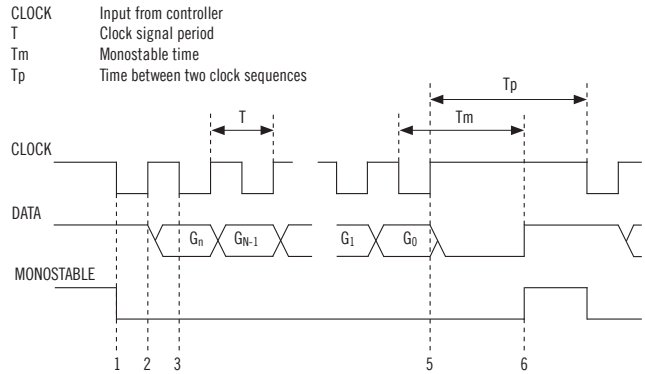 CLOCK Input from controller
T Clock signal period
Tm Monostable time
Tp Time between two clock sequences
Tp
T
Tm
CLOCK
DATA
Gn GN-1 G1 G0
MONOSTABLE
1 2 3 5 6